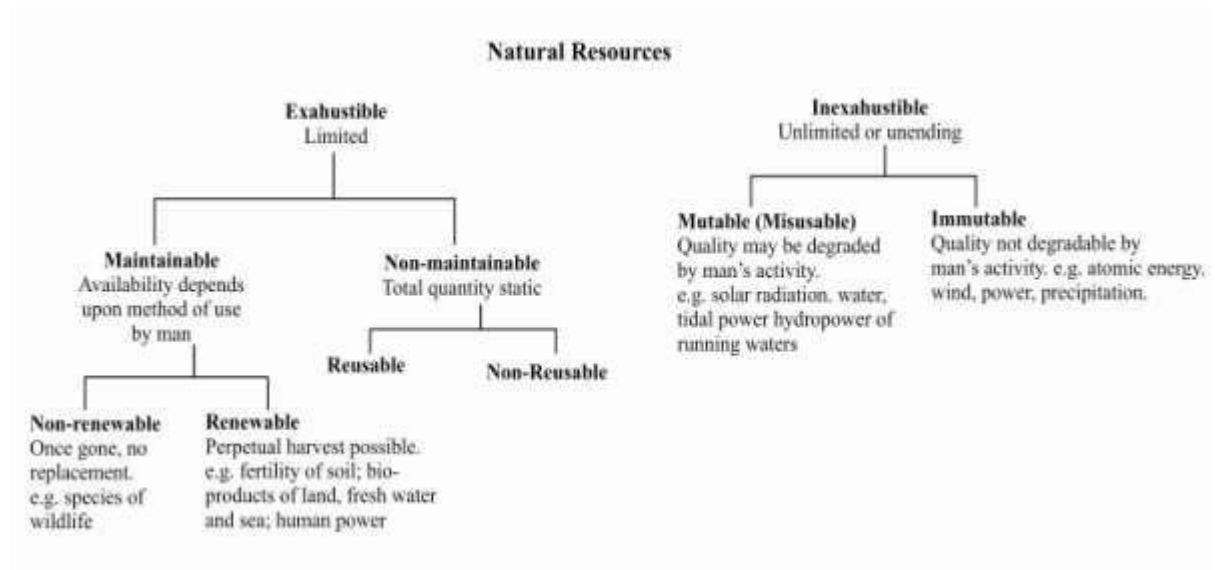 Natural Resources
Exahustible
Limited
Inexahustible
Unlimited or unending
Maintainable
Availability depends
upon method of use
by man
Non-maintainable
Total quantity static
Mutable (Misusable)
Quality may be degraded
by man's activity.
e.g. solar radiation. water,
tidal power hydropower of
running waters
Immutable
Quality not degradable by
man's activity. e.g. atomic energy.
wind, power, precipitation.
Reusable
Non-Reusable
Non-renewable
Once gone, no
replacement.
e.g. species of
wildlife
Renewable
Perpetual harvest possible.
e.g. fertility of soil; bio-
products of land, fresh water
and sea; human power